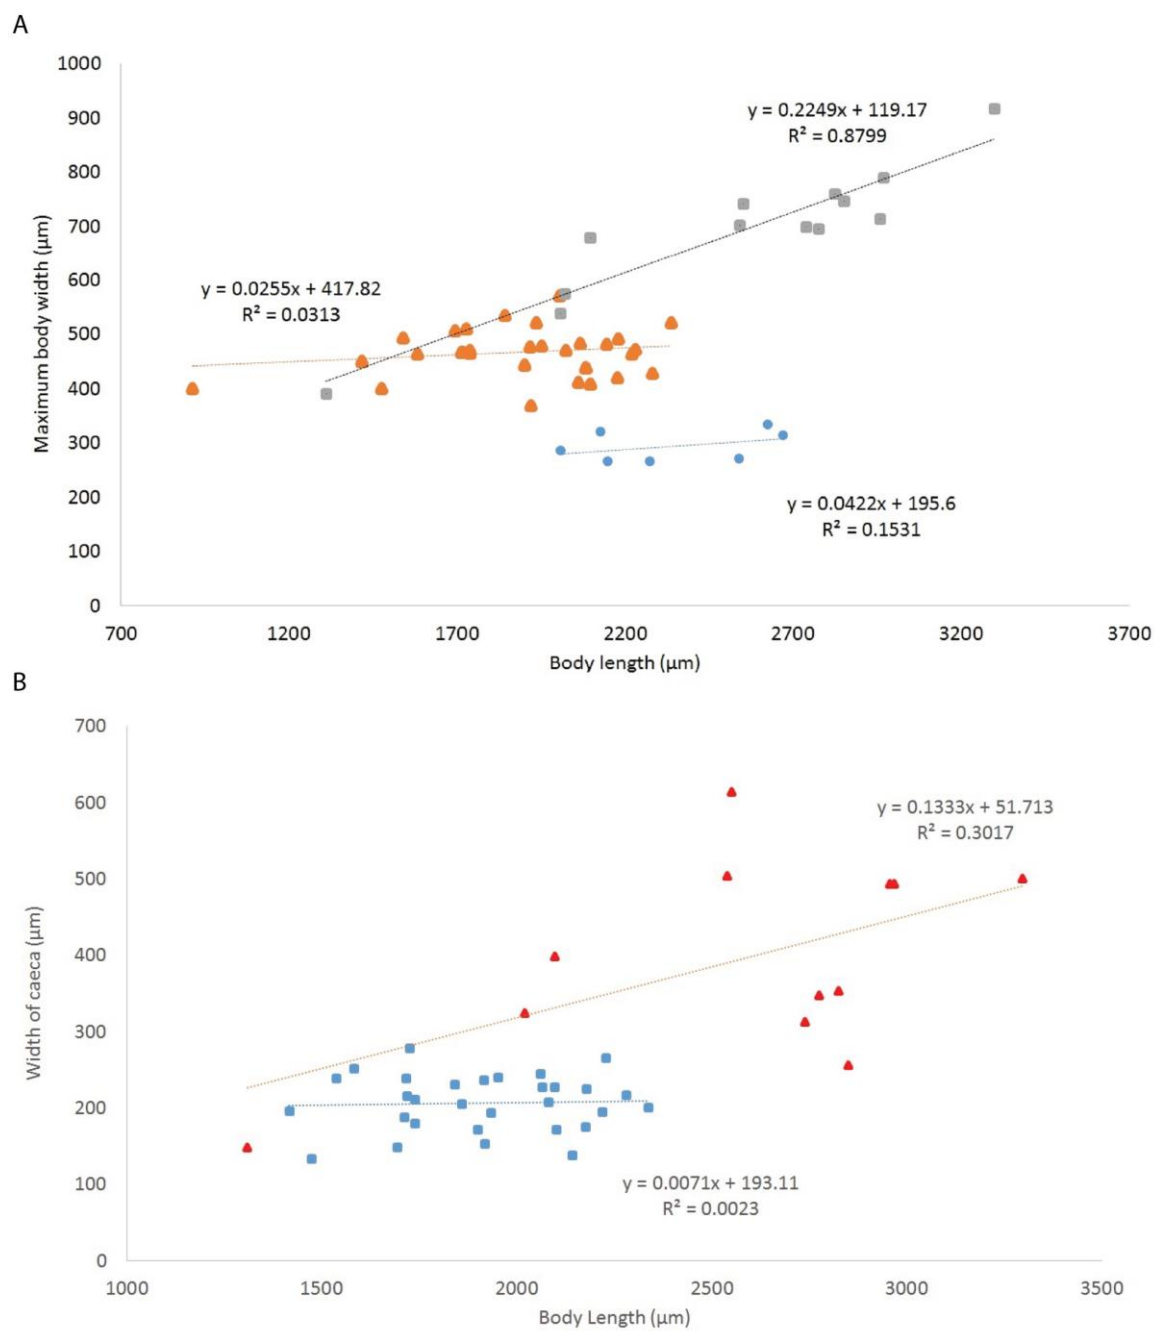 A
1000
900
800
700
600
500
400
300
200
100
0
Maximum body width (µm)
y = 0.2249x + 119.17
R² = 0.8799
y = 0.0255x + 417.82
R² = 0.0313
y = 0.0422x + 195.6
R² = 0.1531
700 1200 1700 2200 2700 3200 3700
Body length (µm)
B
700
600
500
400
300
200
100
0
Width of caeca (µm)
y = 0.1333x + 51.713
R² = 0.3017
y = 0.0071x + 193.11
R² = 0.0023
1000 1500 2000 2500 3000 3500
Body Length (µm)